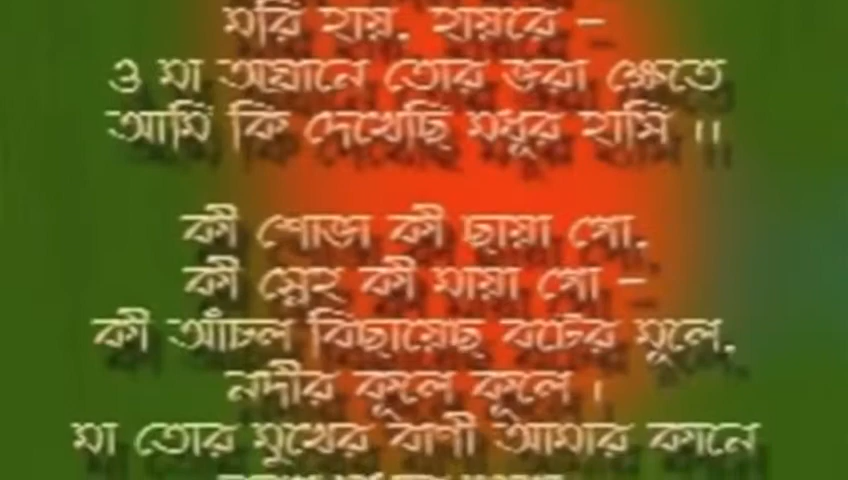 মরি হায়, হায়রে –
ও মা অঘ্রানে তোর ভরা ক্ষেতে
আমি কি দেখেছি মধুর হাসি ।।
কী শোভা কী ছায়া গো,
কী স্নেহ কী মায়া গো –
কী আঁচল বিছায়েছ বটের মূলে,
নদীর কূলে কূলে ।
মা তোর মুখের বাণী আমার কানে